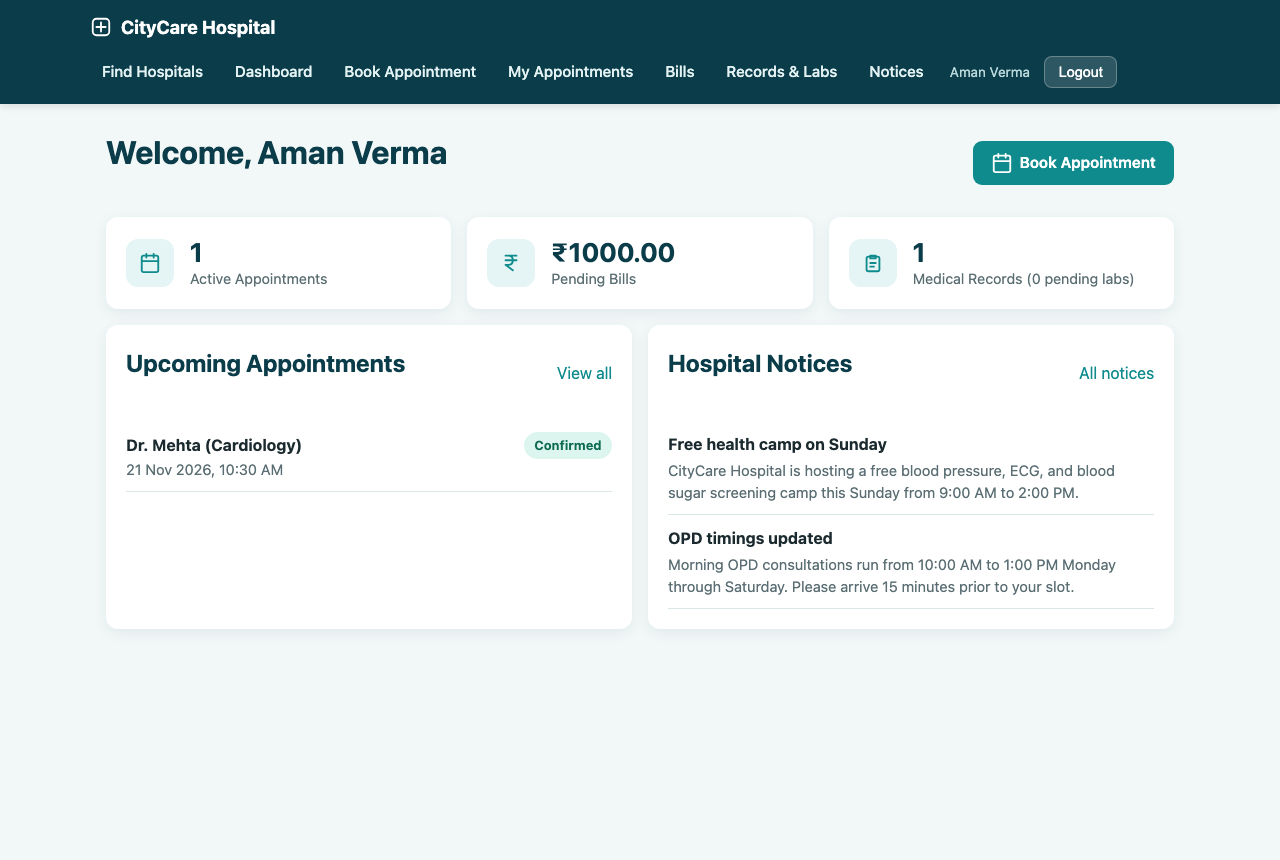 CityCare Hospital
Find Hospitals Dashboard Book Appointment My Appointments Bills Records & Labs Notices Aman Verma Logout
Welcome, Aman Verma
Book Appointment
1
Active Appointments
₹1000.00
Pending Bills
1
Medical Records (0 pending labs)
Upcoming Appointments
View all
Dr. Mehta (Cardiology)
Confirmed
21 Nov 2026, 10:30 AM
Hospital Notices
All notices
Free health camp on Sunday
CityCare Hospital is hosting a free blood pressure, ECG, and blood
sugar screening camp this Sunday from 9:00 AM to 2:00 PM.
OPD timings updated
Morning OPD consultations run from 10:00 AM to 1:00 PM Monday
through Saturday. Please arrive 15 minutes prior to your slot.